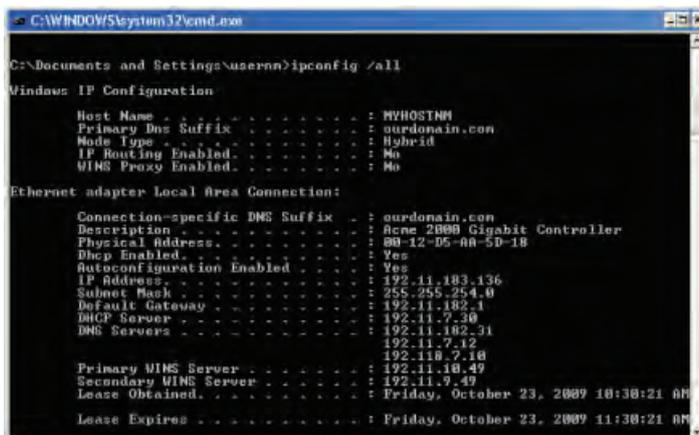 C:\WINDOWS\system32\cmd.exe
C:\Documents and Settings\usernm>ipconfig /all
Windows IP Configuration
Host Name . . . . . . . . . . . . : MYHOSTNM
Primary Dns Suffix . . . . . . . : ourdomain.com
Node Type . . . . . . . . . . . . : Hybrid
IP Routing Enabled. . . . . . . . : No
WINS Proxy Enabled. . . . . . . . : No
Ethernet adapter Local Area Connection:
Connection-specific DNS Suffix . : ourdomain.com
Description . . . . . . . . . . . : Acme 2000 Gigabit Controller
Physical Address. . . . . . . . . : 00-12-D5-AA-5D-18
Dhcp Enabled. . . . . . . . . . . : Yes
Autoconfiguration Enabled . . . . : Yes
IP Address. . . . . . . . . . . . : 192.11.183.136
Subnet Mask . . . . . . . . . . . : 255.255.254.0
Default Gateway . . . . . . . . . : 192.11.182.1
DHCP Server . . . . . . . . . . . : 192.11.7.30
DNS Servers . . . . . . . . . . . : 192.11.182.31
192.11.7.12
192.118.7.10
Primary WINS Server . . . . . . . : 192.11.10.49
Secondary WINS Server . . . . . . : 192.11.9.49
Lease Obtained. . . . . . . . . . : Friday, October 23, 2009 10:30:21 AM
Lease Expires . . . . . . . . . . : Friday, October 23, 2009 11:30:21 AM